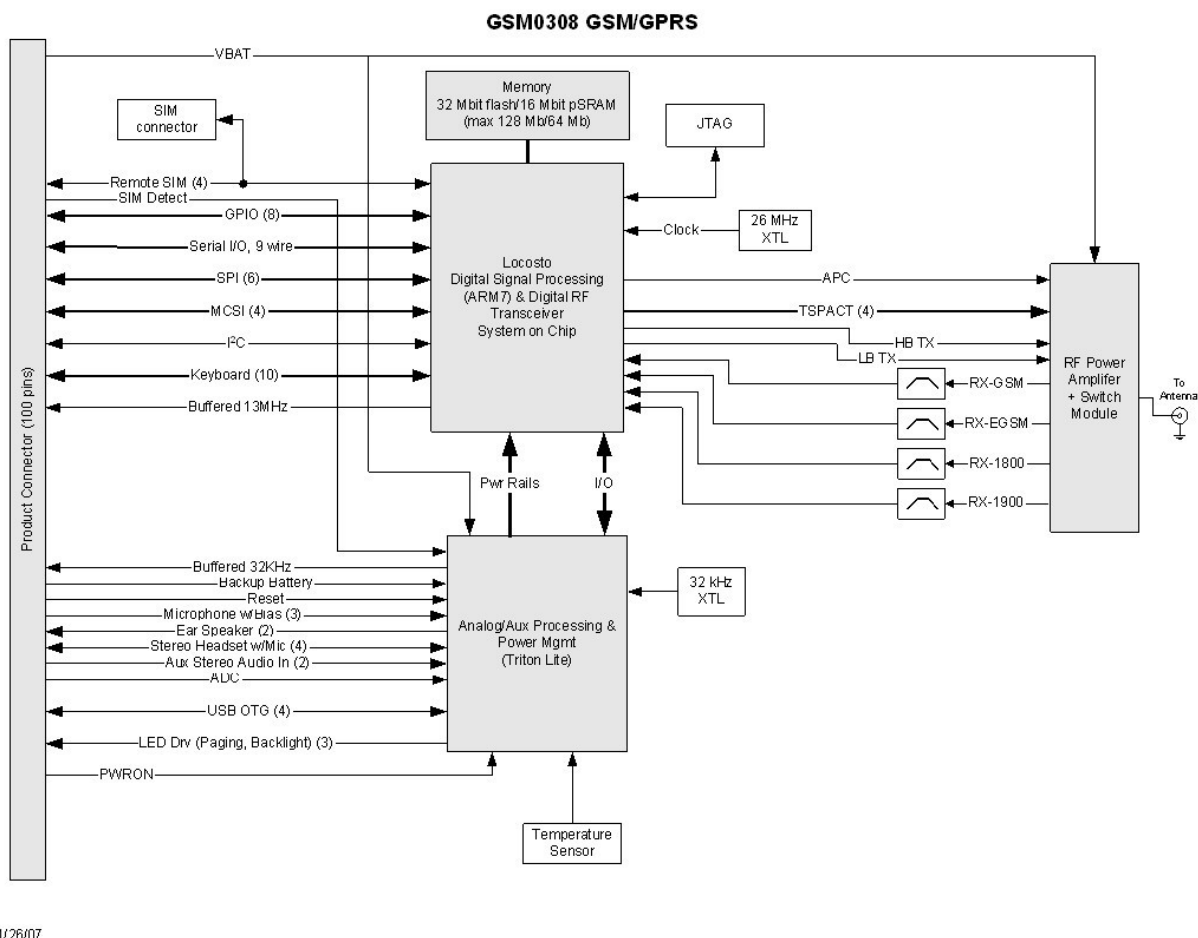 GSM0308 GSM/GPRS
VBAT
Memory
32 Mbit flash/16 Mbit pSRAM
(max 128 Mb/64 Mb)
SIM
connector
JTAG
Remote SIM (4)
SIM Detect
GPIO (8)
Serial I/O, 9 wire
SPI (6)
MCSI (4)
I²C
Keyboard (10)
Buffered 13MHz
Clock
26 MHz
XTL
Locosto
Digital Signal Processing
(ARM7) & Digital RF
Transceiver
System on Chip
APC
TSPACT (4)
HB TX
LB TX
RX-GSM
RX-EGSM
RX-1800
RX-1900
RF Power
Amplifer
+ Switch
Module
To
Antenna
Product Connector (100 pins)
Pwr Rails
I/O
Buffered 32KHz
Backup Battery
Reset
Microphone w/Bias (3)
Ear Speaker (2)
Stereo Headset w/Mic (4)
Aux Stereo Audio In (2)
ADC
USB OTG (4)
LED Drv (Paging, Backlight) (3)
PWRON
Analog/Aux Processing &
Power Mgmt
(Triton Lite)
32 kHz
XTL
Temperature
Sensor
1/26/07